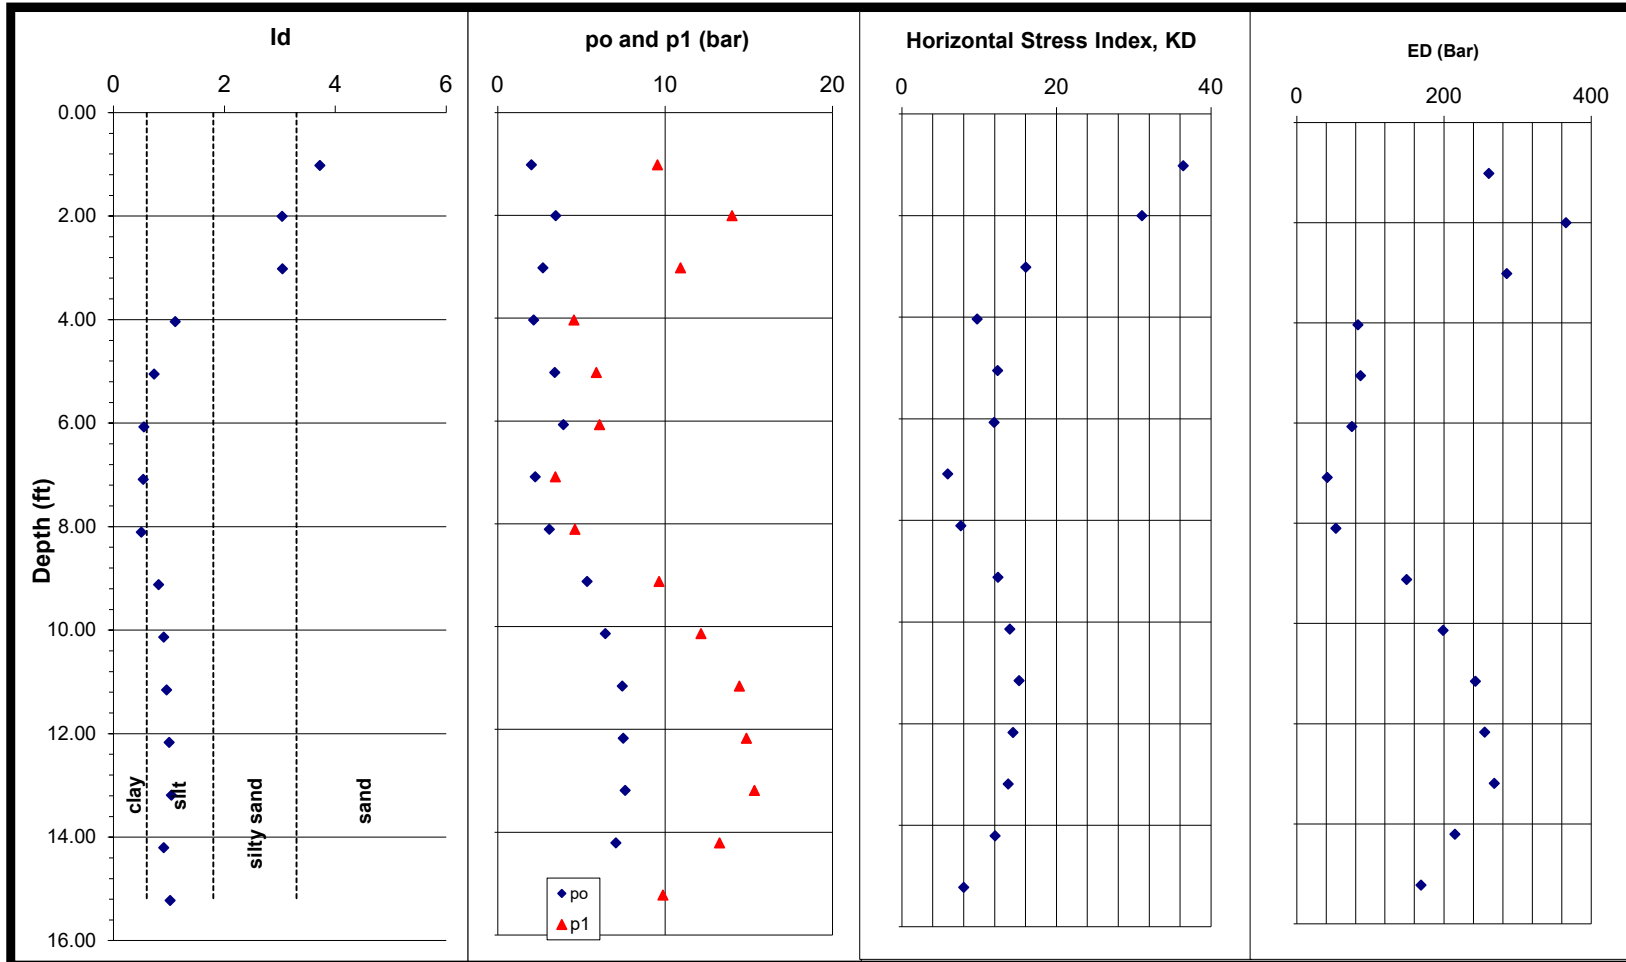 Id
po and p1 (bar)
Horizontal Stress Index, KD
ED (Bar)
0 2 4 6
0 10 20
0 20 40
0 200 400
0.00
2.00
4.00
6.00
8.00
10.00
12.00
14.00
16.00
Depth (ft)
clay
silt
silty sand
sand
po
p1